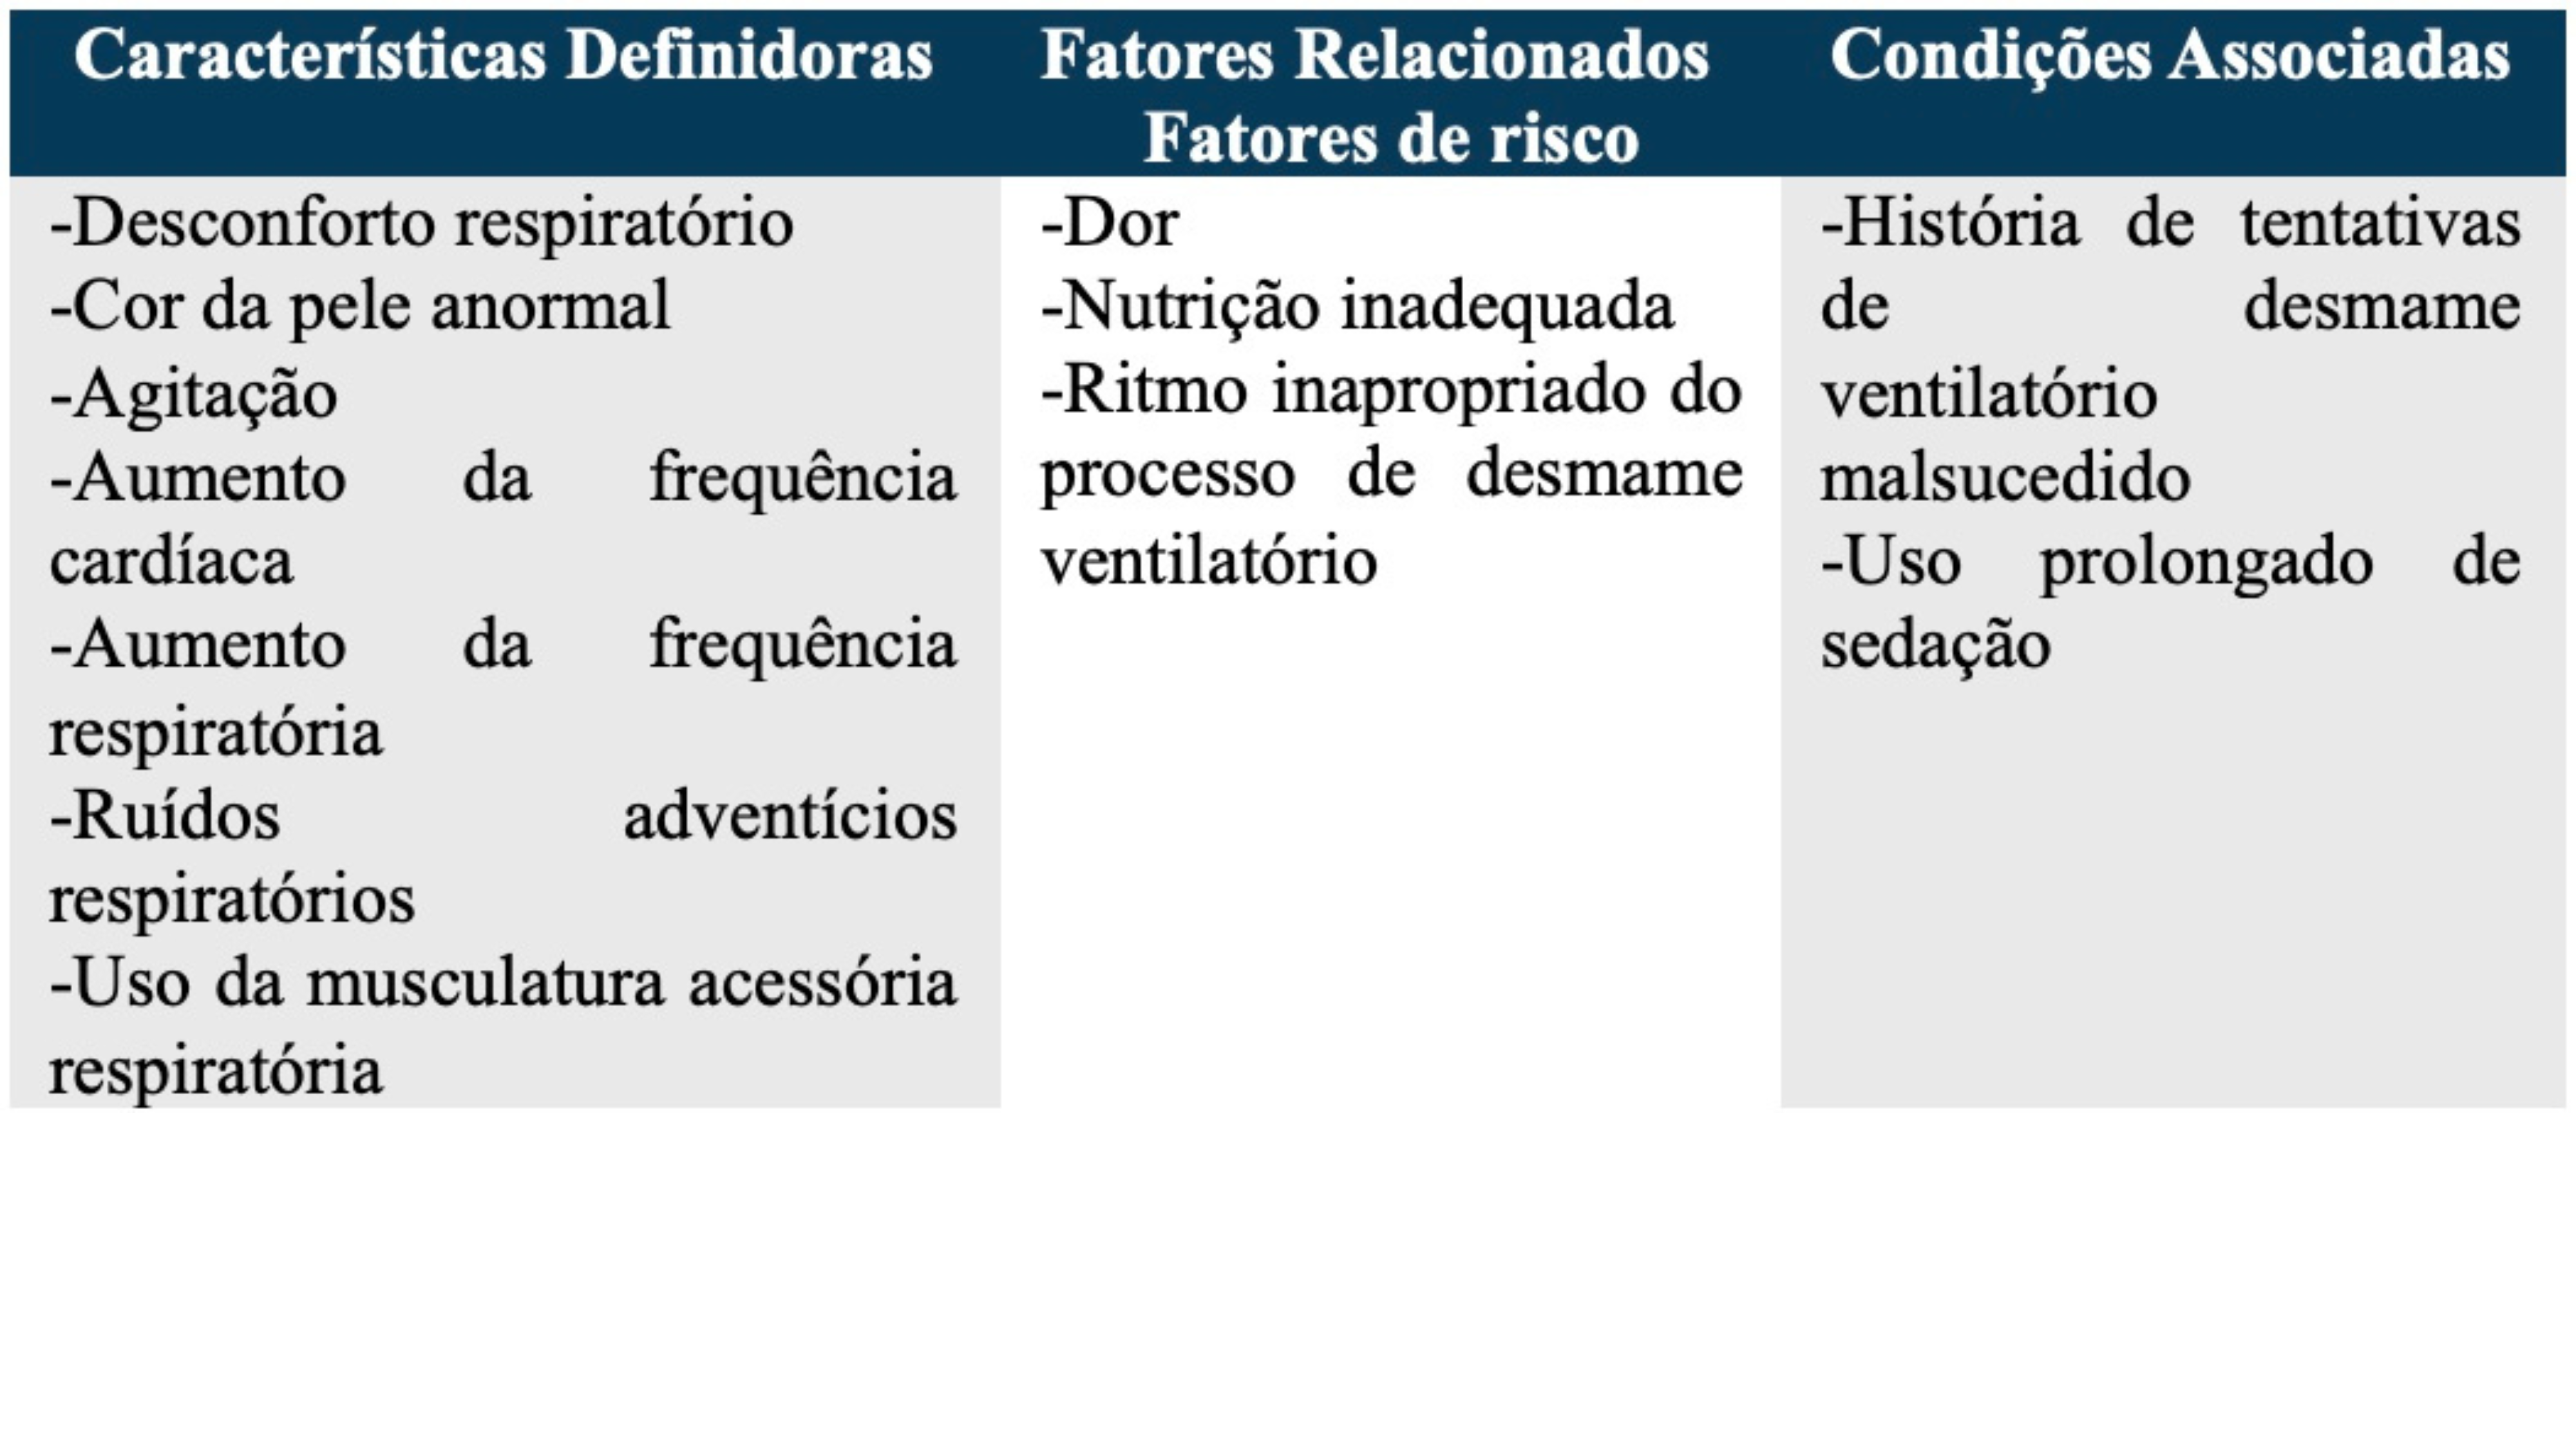 Características Definidoras
Fatores Relacionados
Fatores de risco
Condições Associadas
-Desconforto respiratório
-Cor da pele anormal
-Agitação
-Aumento da frequência
cardíaca
-Aumento da frequência
respiratória
-Ruídos adventícios
respiratórios
-Uso da musculatura acessória
respiratória
-Dor
-Nutrição inadequada
-Ritmo inapropriado do
processo de desmame
ventilatório
-História de tentativas
de desmame
ventilatório
malsucedido
-Uso prolongado de
sedação